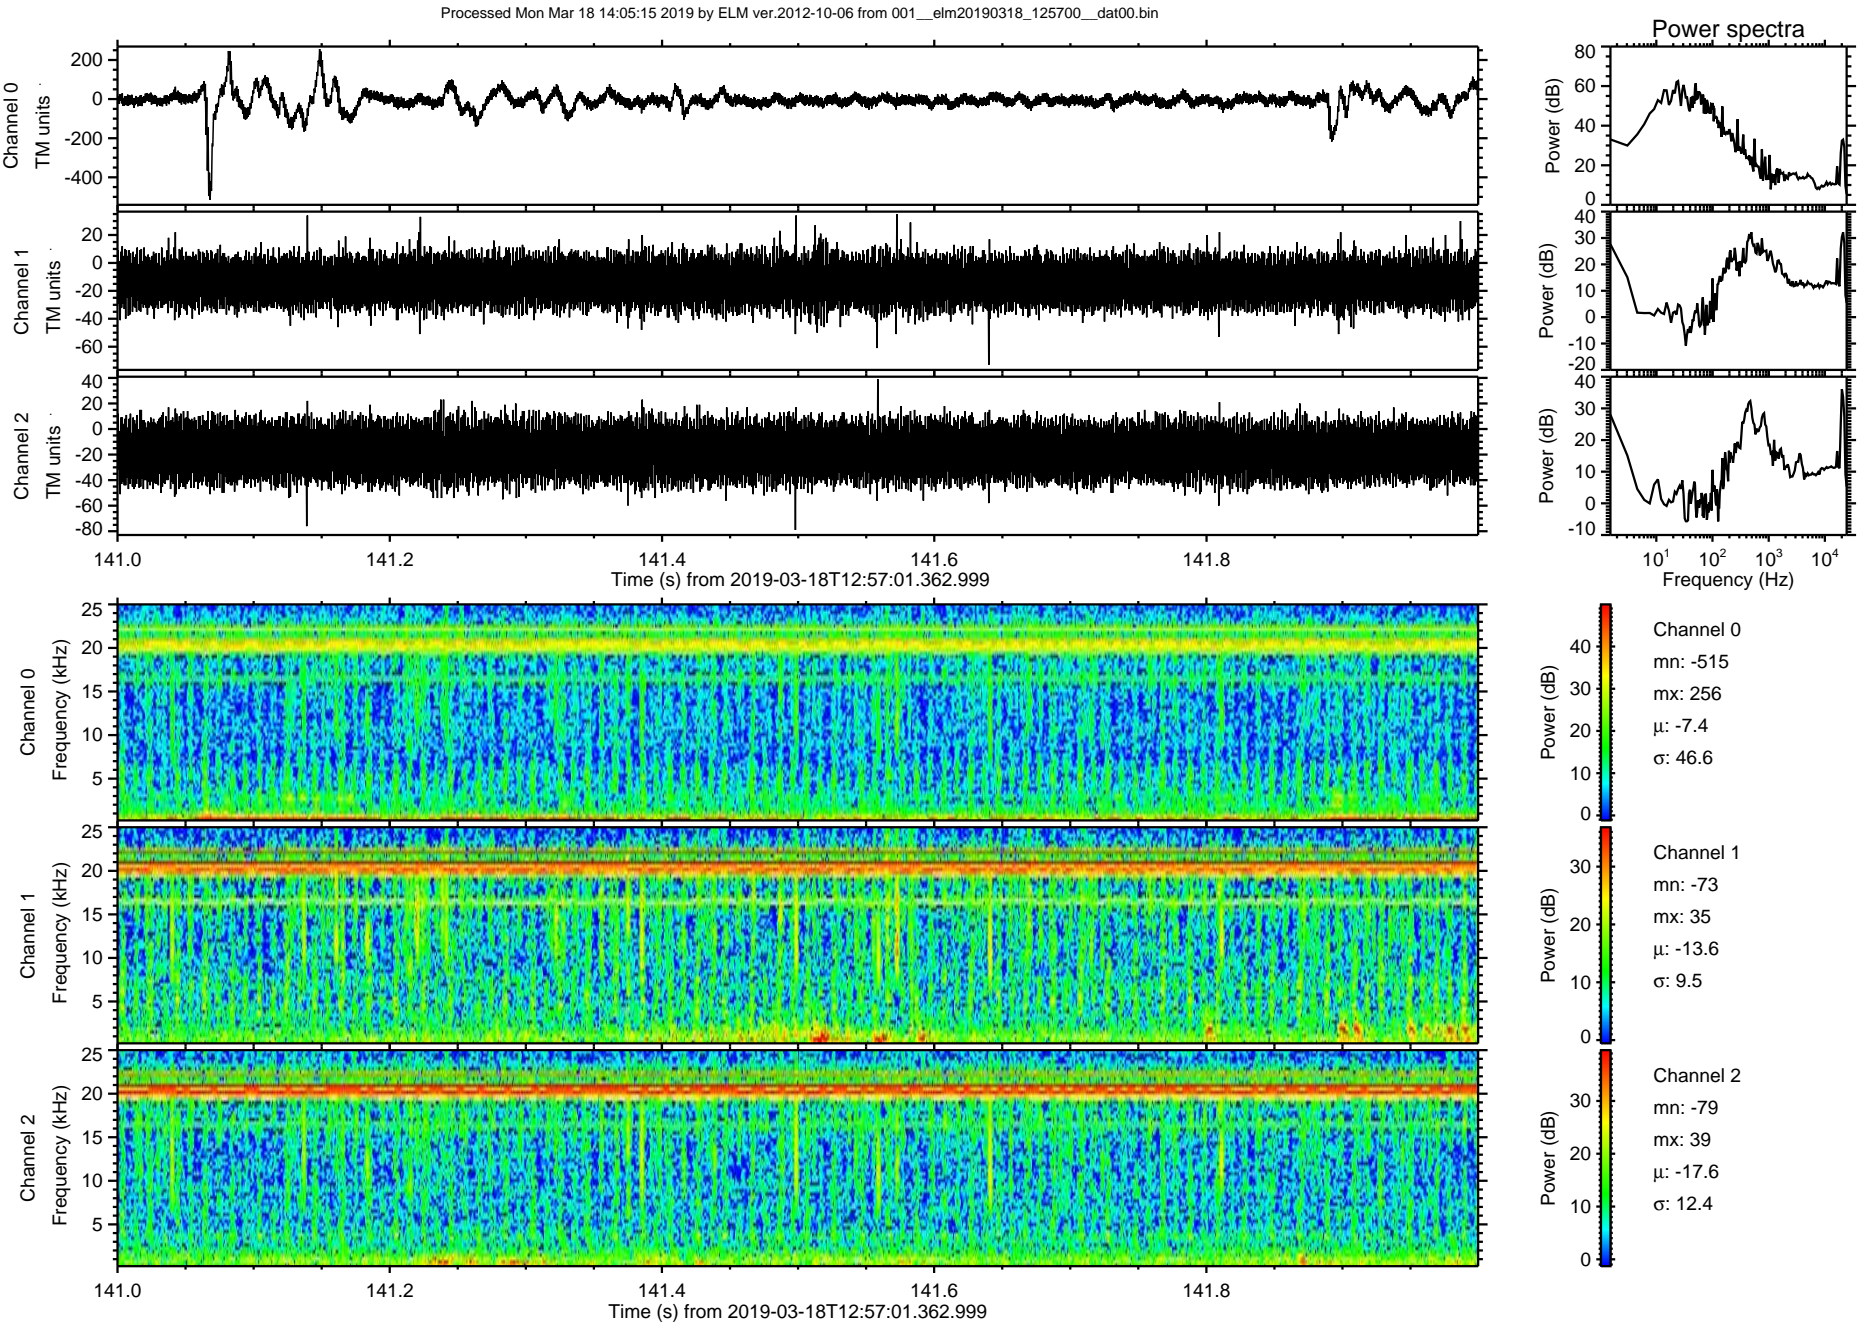 Processed Mon Mar 18 14:05:15 2019 by ELM ver.2012-10-06 from 001__elm20190318_125700__dat00.bin
Power spectra
Channel 0
TM units
200
0
-200
-400
Power (dB)
80
60
40
20
0
Channel 1
TM units
20
0
-20
-40
-60
Power (dB)
40
30
20
10
0
-10
-20
Channel 2
TM units
40
20
0
-20
-40
-60
-80
Power (dB)
40
30
20
10
0
-10
141.0 141.2 141.4 141.6 141.8
Time (s) from 2019-03-18T12:57:01.362.999
10^1 10^2 10^3 10^4
Frequency (Hz)
Channel 0
Frequency (kHz)
25
20
15
10
5
Power (dB)
40
30
20
10
0
Channel 0
mn: -515
mx: 256
μ: -7.4
σ: 46.6
Channel 1
Frequency (kHz)
25
20
15
10
5
Power (dB)
30
20
10
0
Channel 1
mn: -73
mx: 35
μ: -13.6
σ: 9.5
Channel 2
Frequency (kHz)
25
20
15
10
5
Power (dB)
30
20
10
0
Channel 2
mn: -79
mx: 39
μ: -17.6
σ: 12.4
141.0 141.2 141.4 141.6 141.8
Time (s) from 2019-03-18T12:57:01.362.999